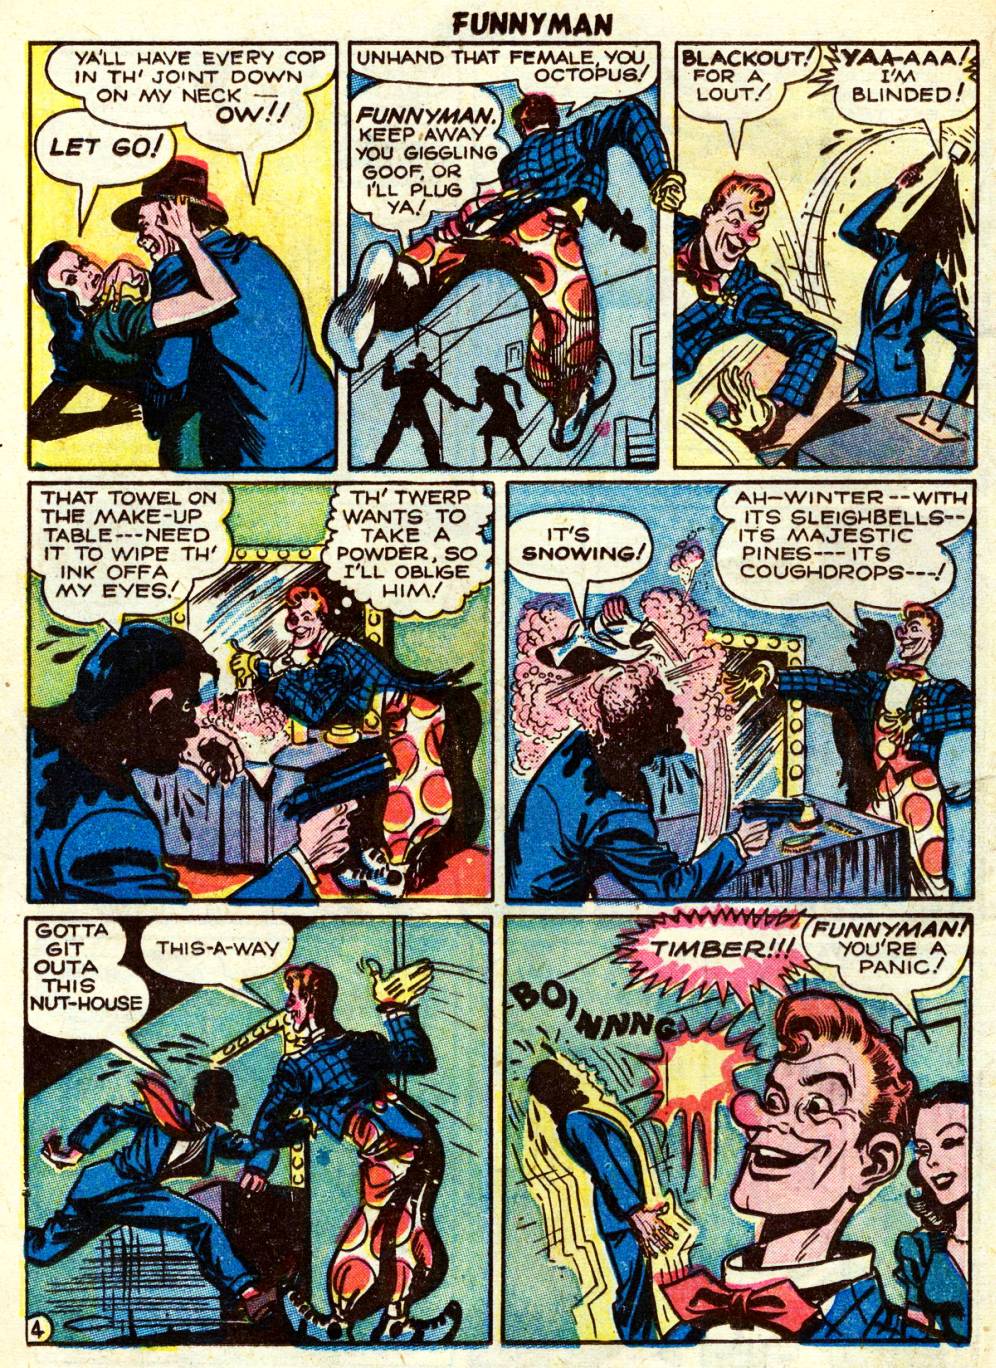 FUNNYMAN
YA'LL HAVE EVERY COP
IN TH' JOINT DOWN
ON MY NECK —
OW!!
LET GO!
UNHAND THAT FEMALE, YOU
OCTOPUS!
FUNNYMAN.
KEEP AWAY
YOU GIGGLING
GOOF, OR
I'LL PLUG
YA!
BLACKOUT!
FOR A
LOUT!
YAA-AAA!
I'M
BLINDED!
THAT TOWEL ON
THE MAKE-UP
TABLE---NEED
IT TO WIPE TH'
INK OFFA
MY EYES!
TH' TWERP
WANTS TO
TAKE A
POWDER, SO
I'LL OBLIGE
HIM!
IT'S
SNOWING!
AH—WINTER--WITH
ITS SLEIGHBELLS--
ITS MAJESTIC
PINES--- ITS
COUGHDROPS---!
GOTTA
GIT
OUTA
THIS
NUT-HOUSE
THIS-A-WAY
BOINNNNG
TIMBER!!!
FUNNYMAN!
YOU'RE A
PANIC!
4